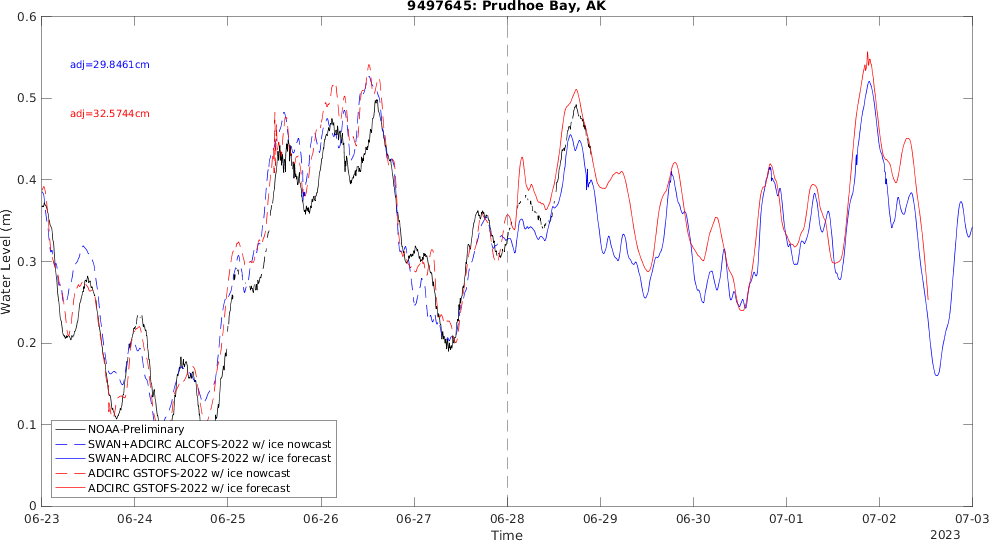 9497645: Prudhoe Bay, AK
0.6
0.5
0.4
0.3
0.2
0.1
0
Water Level (m)
adj=29.8461cm
adj=32.5744cm
NOAA-Preliminary
SWAN+ADCIRC ALCOFS-2022 w/ ice nowcast
SWAN+ADCIRC ALCOFS-2022 w/ ice forecast
ADCIRC GSTOFS-2022 w/ ice nowcast
ADCIRC GSTOFS-2022 w/ ice forecast
06-23 06-24 06-25 06-26 06-27 06-28 06-29 06-30 07-01 07-02 07-03
Time
2023